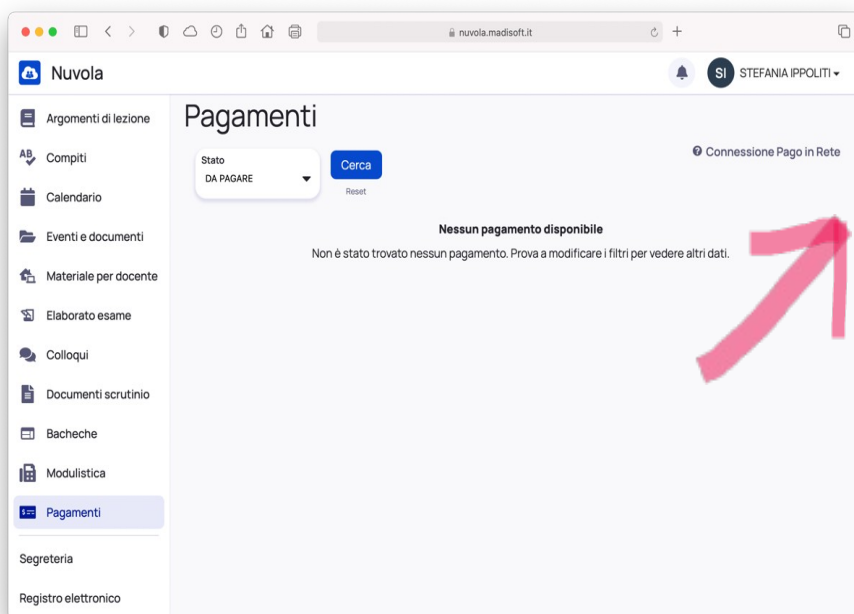 nuvola.madisoft.it
Nuvola
SI STEFANIA IPPOLITI
Argomenti di lezione
Compiti
Calendario
Eventi e documenti
Materiale per docente
Elaborato esame
Colloqui
Documenti scrutinio
Bacheche
Modulistica
Pagamenti
Segreteria
Registro elettronico
Pagamenti
Stato
DA PAGARE
Cerca
Reset
Connessione Pago in Rete
Nessun pagamento disponibile
Non è stato trovato nessun pagamento. Prova a modificare i filtri per vedere altri dati.